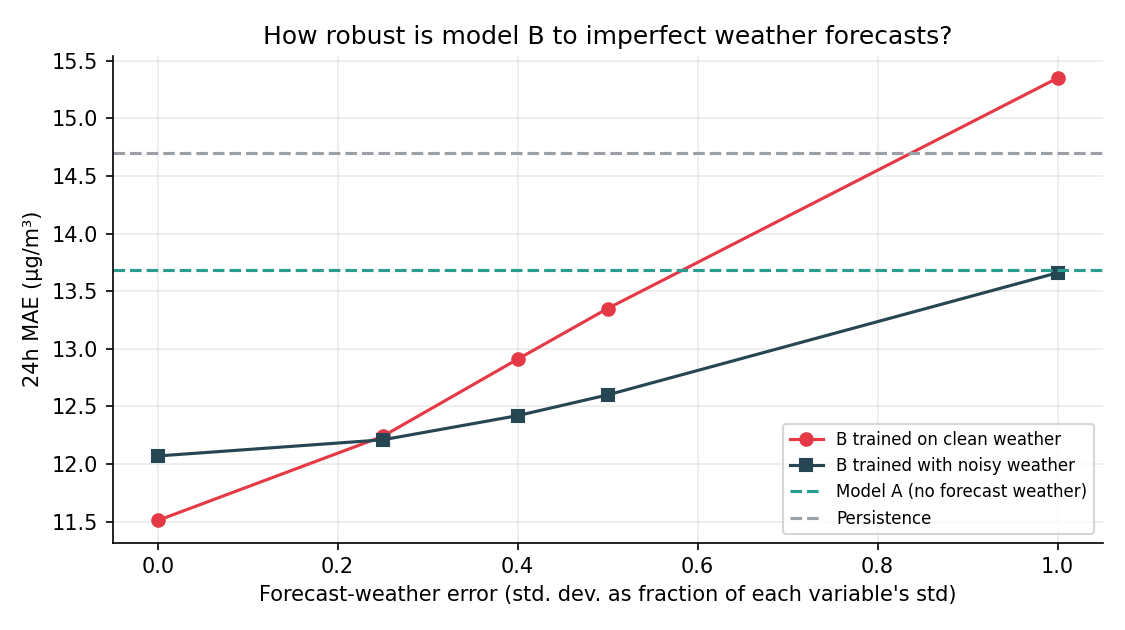 How robust is model B to imperfect weather forecasts?
24h MAE (µg/m³)
15.5
15.0
14.5
14.0
13.5
13.0
12.5
12.0
11.5
B trained on clean weather
B trained with noisy weather
Model A (no forecast weather)
Persistence
0.0 0.2 0.4 0.6 0.8 1.0
Forecast-weather error (std. dev. as fraction of each variable's std)